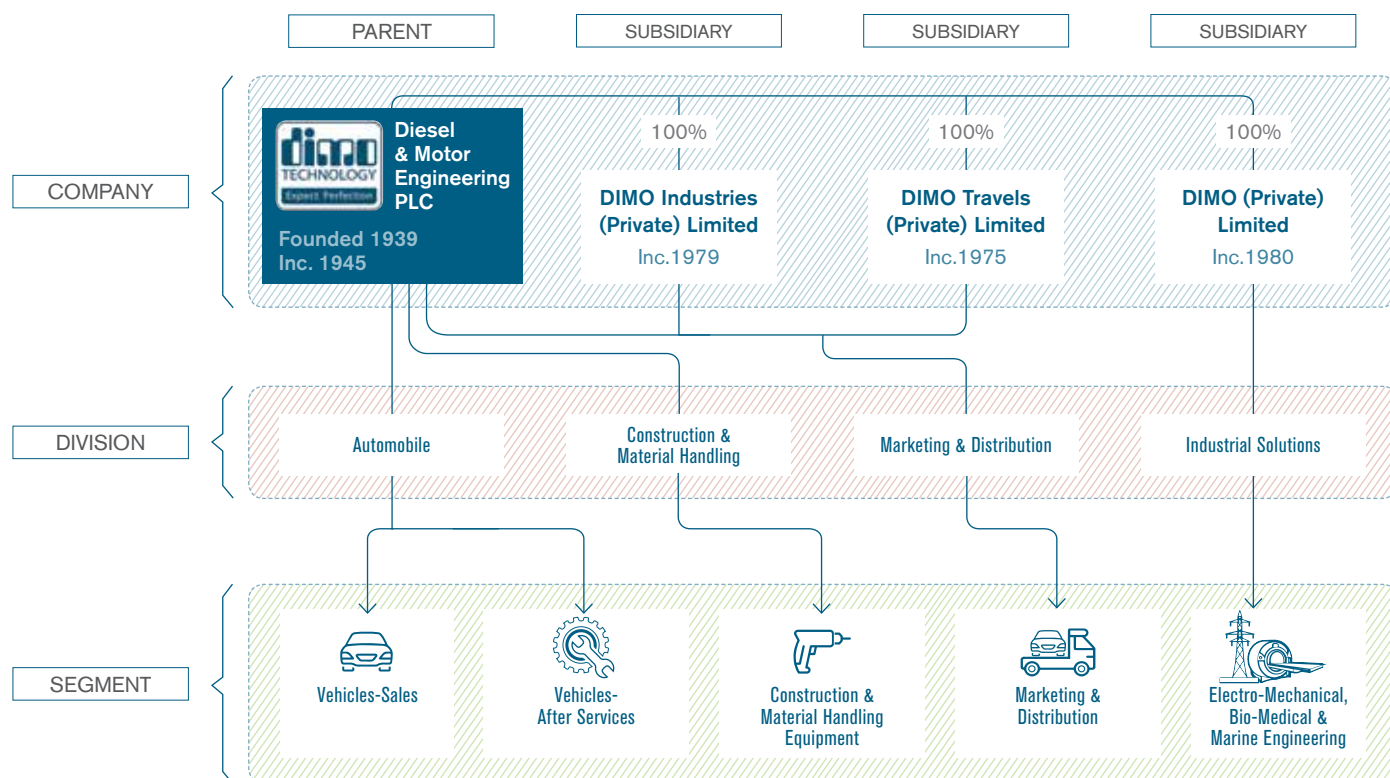 PARENT
SUBSIDIARY
SUBSIDIARY
SUBSIDIARY
COMPANY
dimo
TECHNOLOGY
Expert Perfection
Diesel
& Motor
Engineering
PLC
Founded 1939
Inc. 1945
100%
DIMO Industries
(Private) Limited
Inc.1979
100%
DIMO Travels
(Private) Limited
Inc.1975
100%
DIMO (Private)
Limited
Inc.1980
DIVISION
Automobile
Construction &
Material Handling
Marketing & Distribution
Industrial Solutions
SEGMENT
Vehicles-Sales
Vehicles-
After Services
Construction &
Material Handling
Equipment
Marketing &
Distribution
Electro-Mechanical,
Bio-Medical &
Marine Engineering